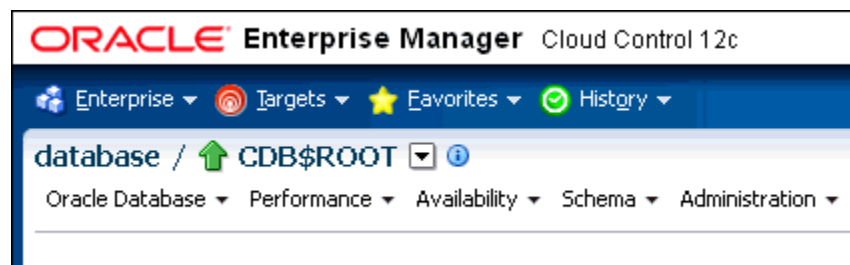 ORACLE Enterprise Manager Cloud Control 12c
Enterprise Targets Favorites History
database / CDB$ROOT
Oracle Database Performance Availability Schema Administration